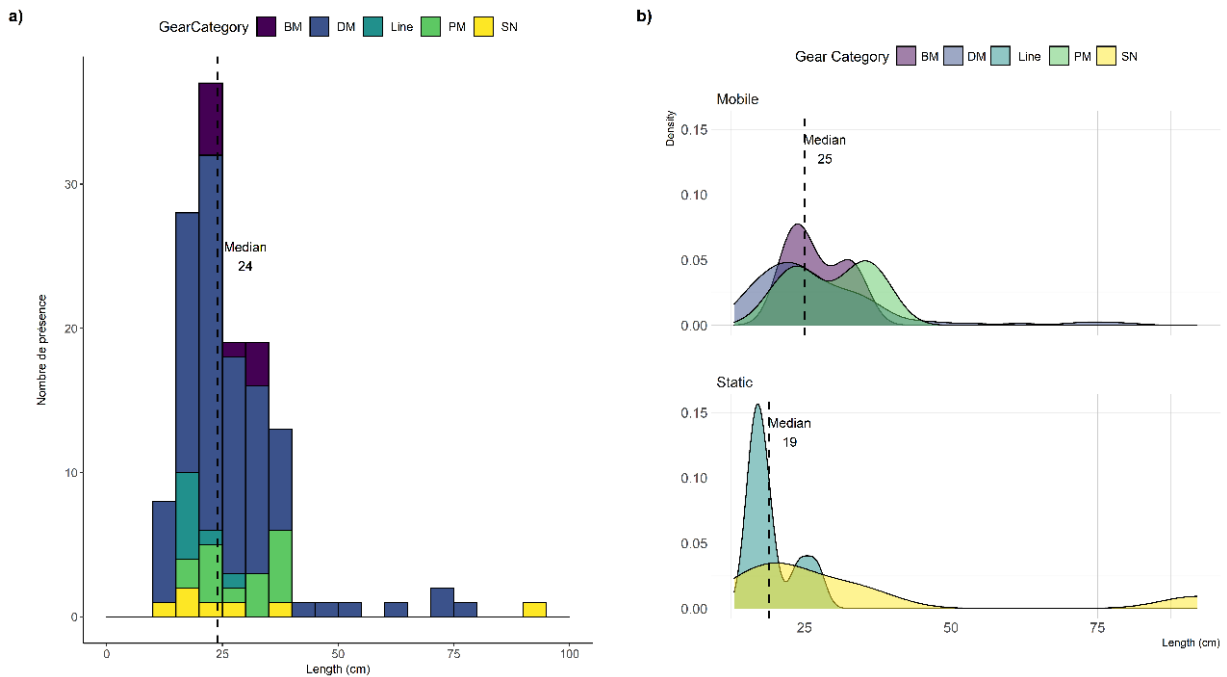 a)
GearCategory BM DM Line PM SN
Nombre de présence
30
20
10
0
Median
24
0 25 50 75 100
Length (cm)
b)
Gear Category BM DM Line PM SN
Mobile
Density
0.15
0.10
0.05
0.00
Median
25
Static
0.15
0.10
0.05
0.00
Median
19
25 50 75
Length (cm)